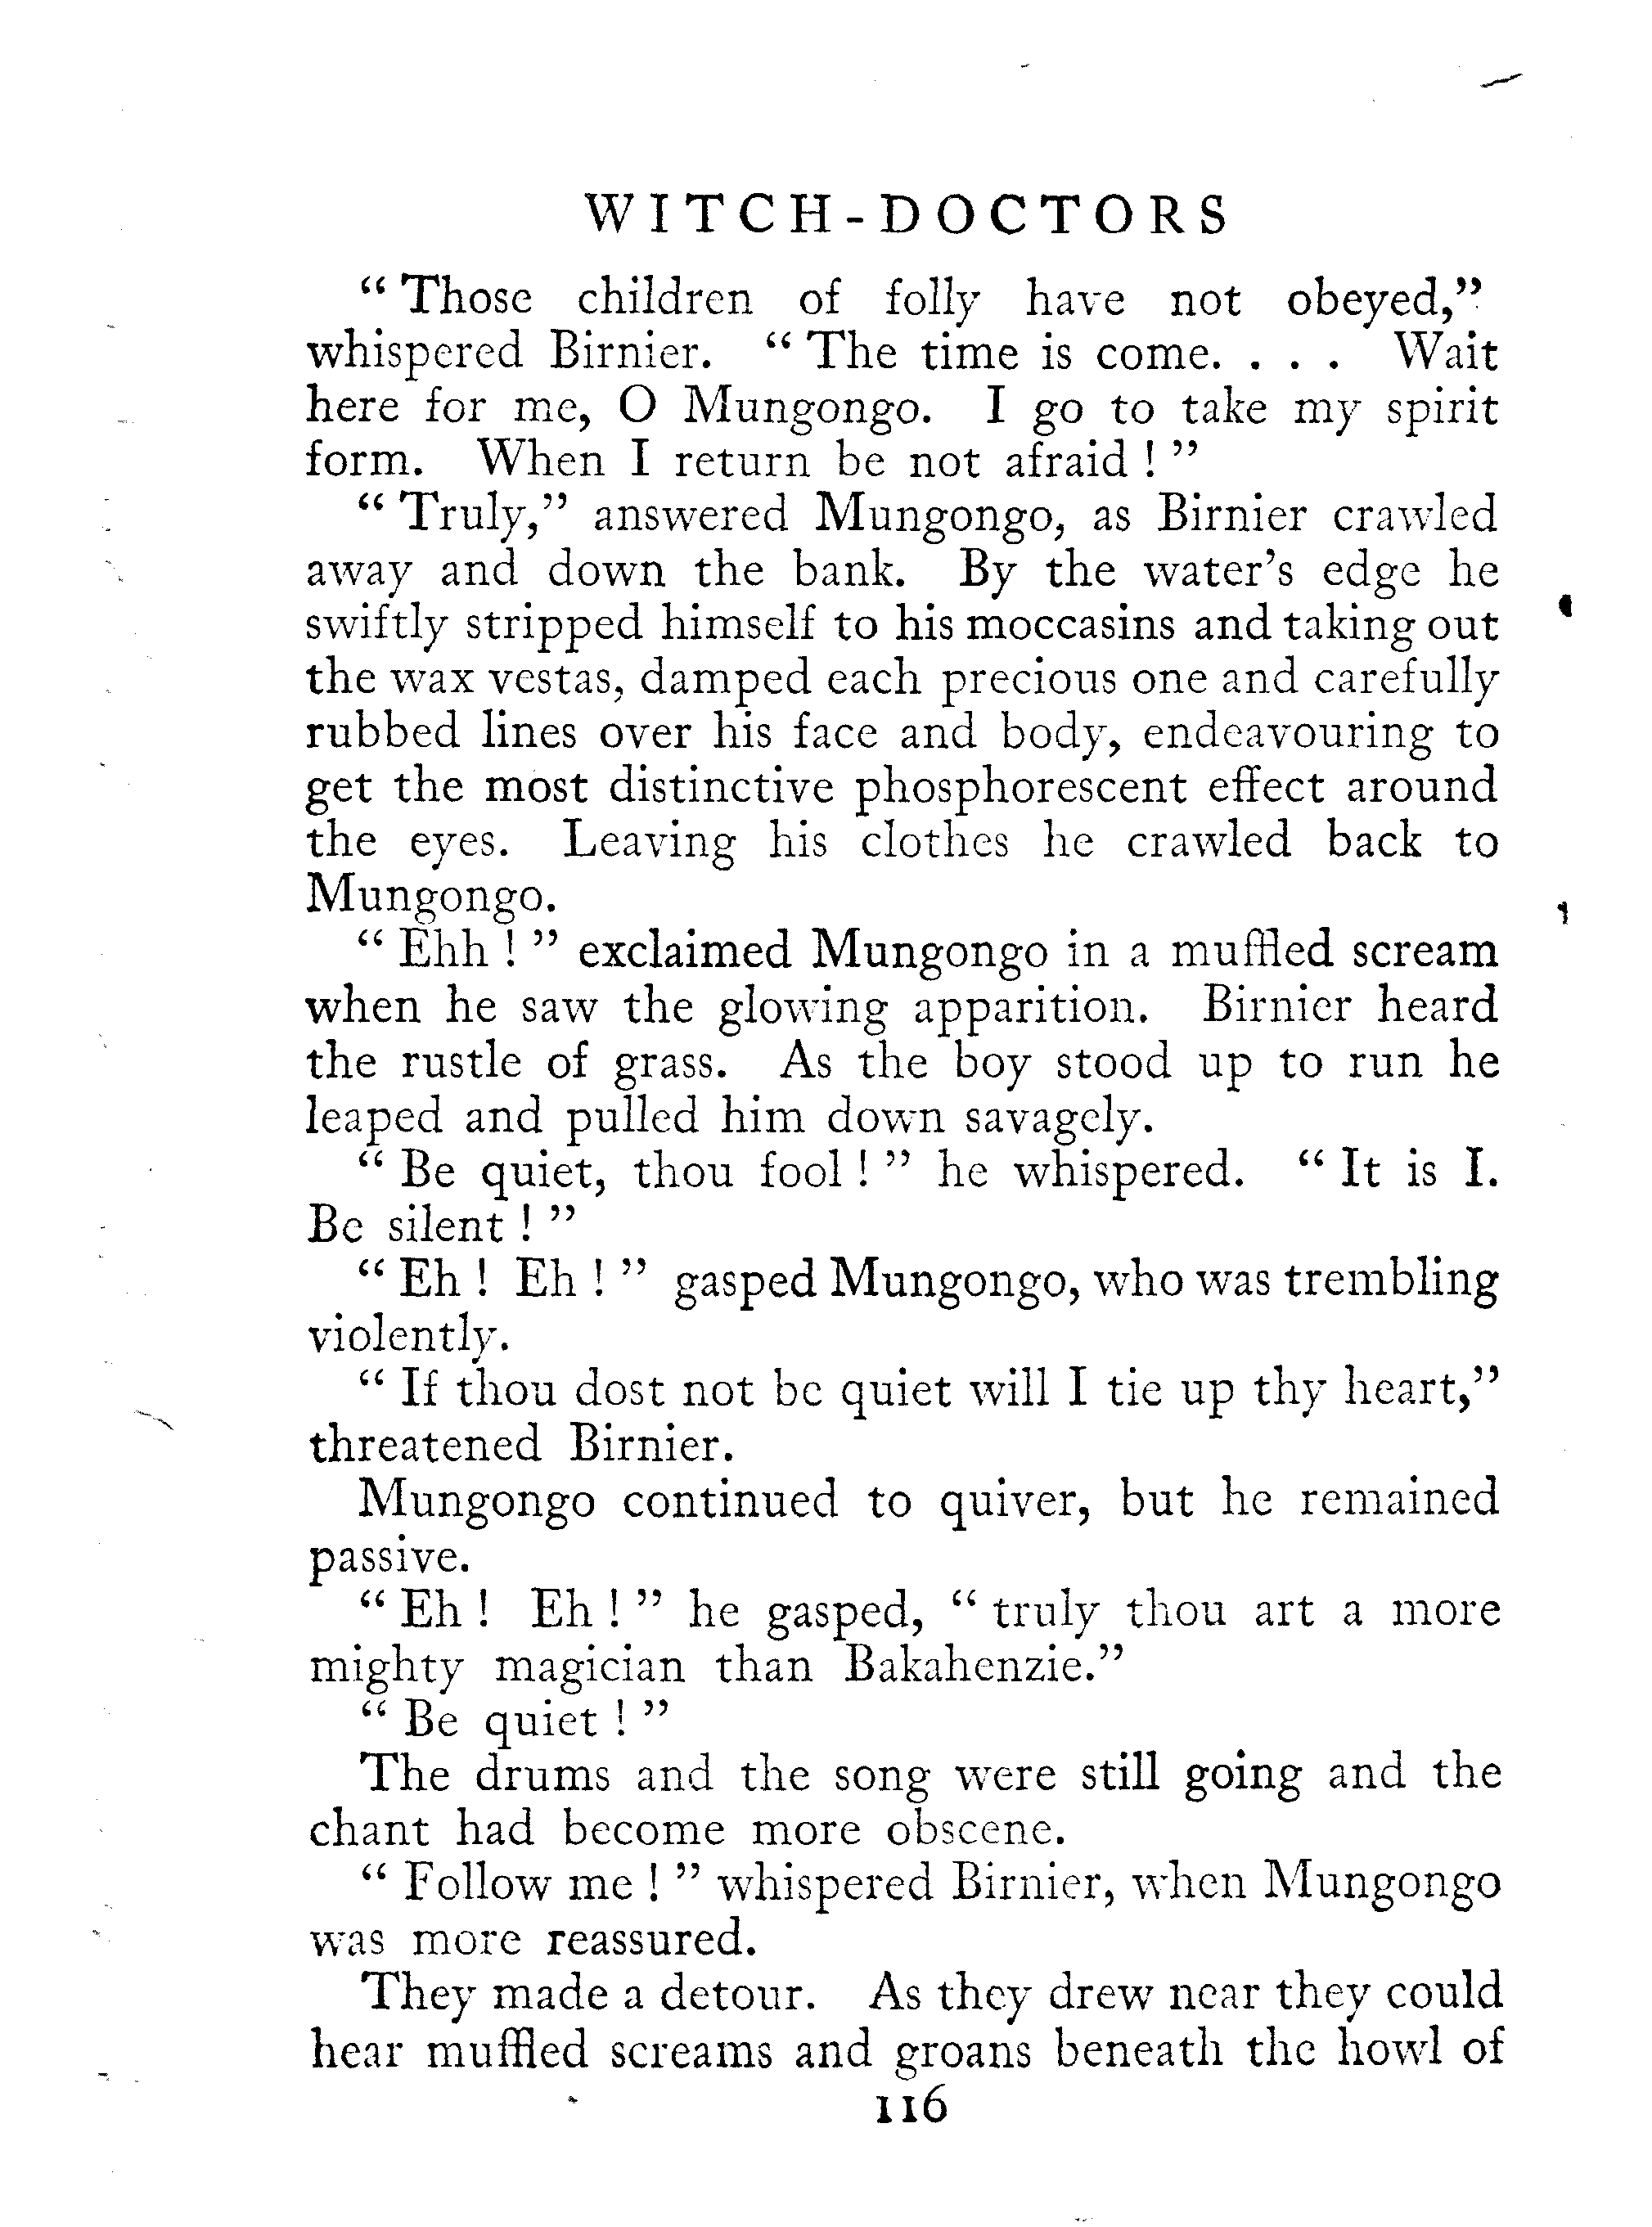 WITCH-DOCTORS
“ Those children of folly have not obeyed,”
whispered Birnier. “ The time is come. . . . Wait
here for me, O Mungongo. I go to take my spirit
form. When I return be not afraid ! ”
“ Truly,” answered Mungongo, as Birnier crawled
away and down the bank. By the water’s edge he
swiftly stripped himself to his moccasins and taking out
the wax vestas, damped each precious one and carefully
rubbed lines over his face and body, endeavouring to
get the most distinctive phosphorescent effect around
the eyes. Leaving his clothes he crawled back to
Mungongo.
“ Ehh ! ” exclaimed Mungongo in a muffled scream
when he saw the glowing apparition. Birnier heard
the rustle of grass. As the boy stood up to run he
leaped and pulled him down savagely.
“ Be quiet, thou fool ! ” he whispered. “ It is I.
Be silent ! ”
“ Eh ! Eh ! ” gasped Mungongo, who was trembling
violently.
“ If thou dost not be quiet will I tie up thy heart,”
threatened Birnier.
Mungongo continued to quiver, but he remained
passive.
“ Eh ! Eh ! ” he gasped, “ truly thou art a more
mighty magician than Bakahenzie.”
“ Be quiet ! ”
The drums and the song were still going and the
chant had become more obscene.
“ Follow me ! ” whispered Birnier, when Mungongo
was more reassured.
They made a detour. As they drew near they could
hear muffled screams and groans beneath the howl of
116